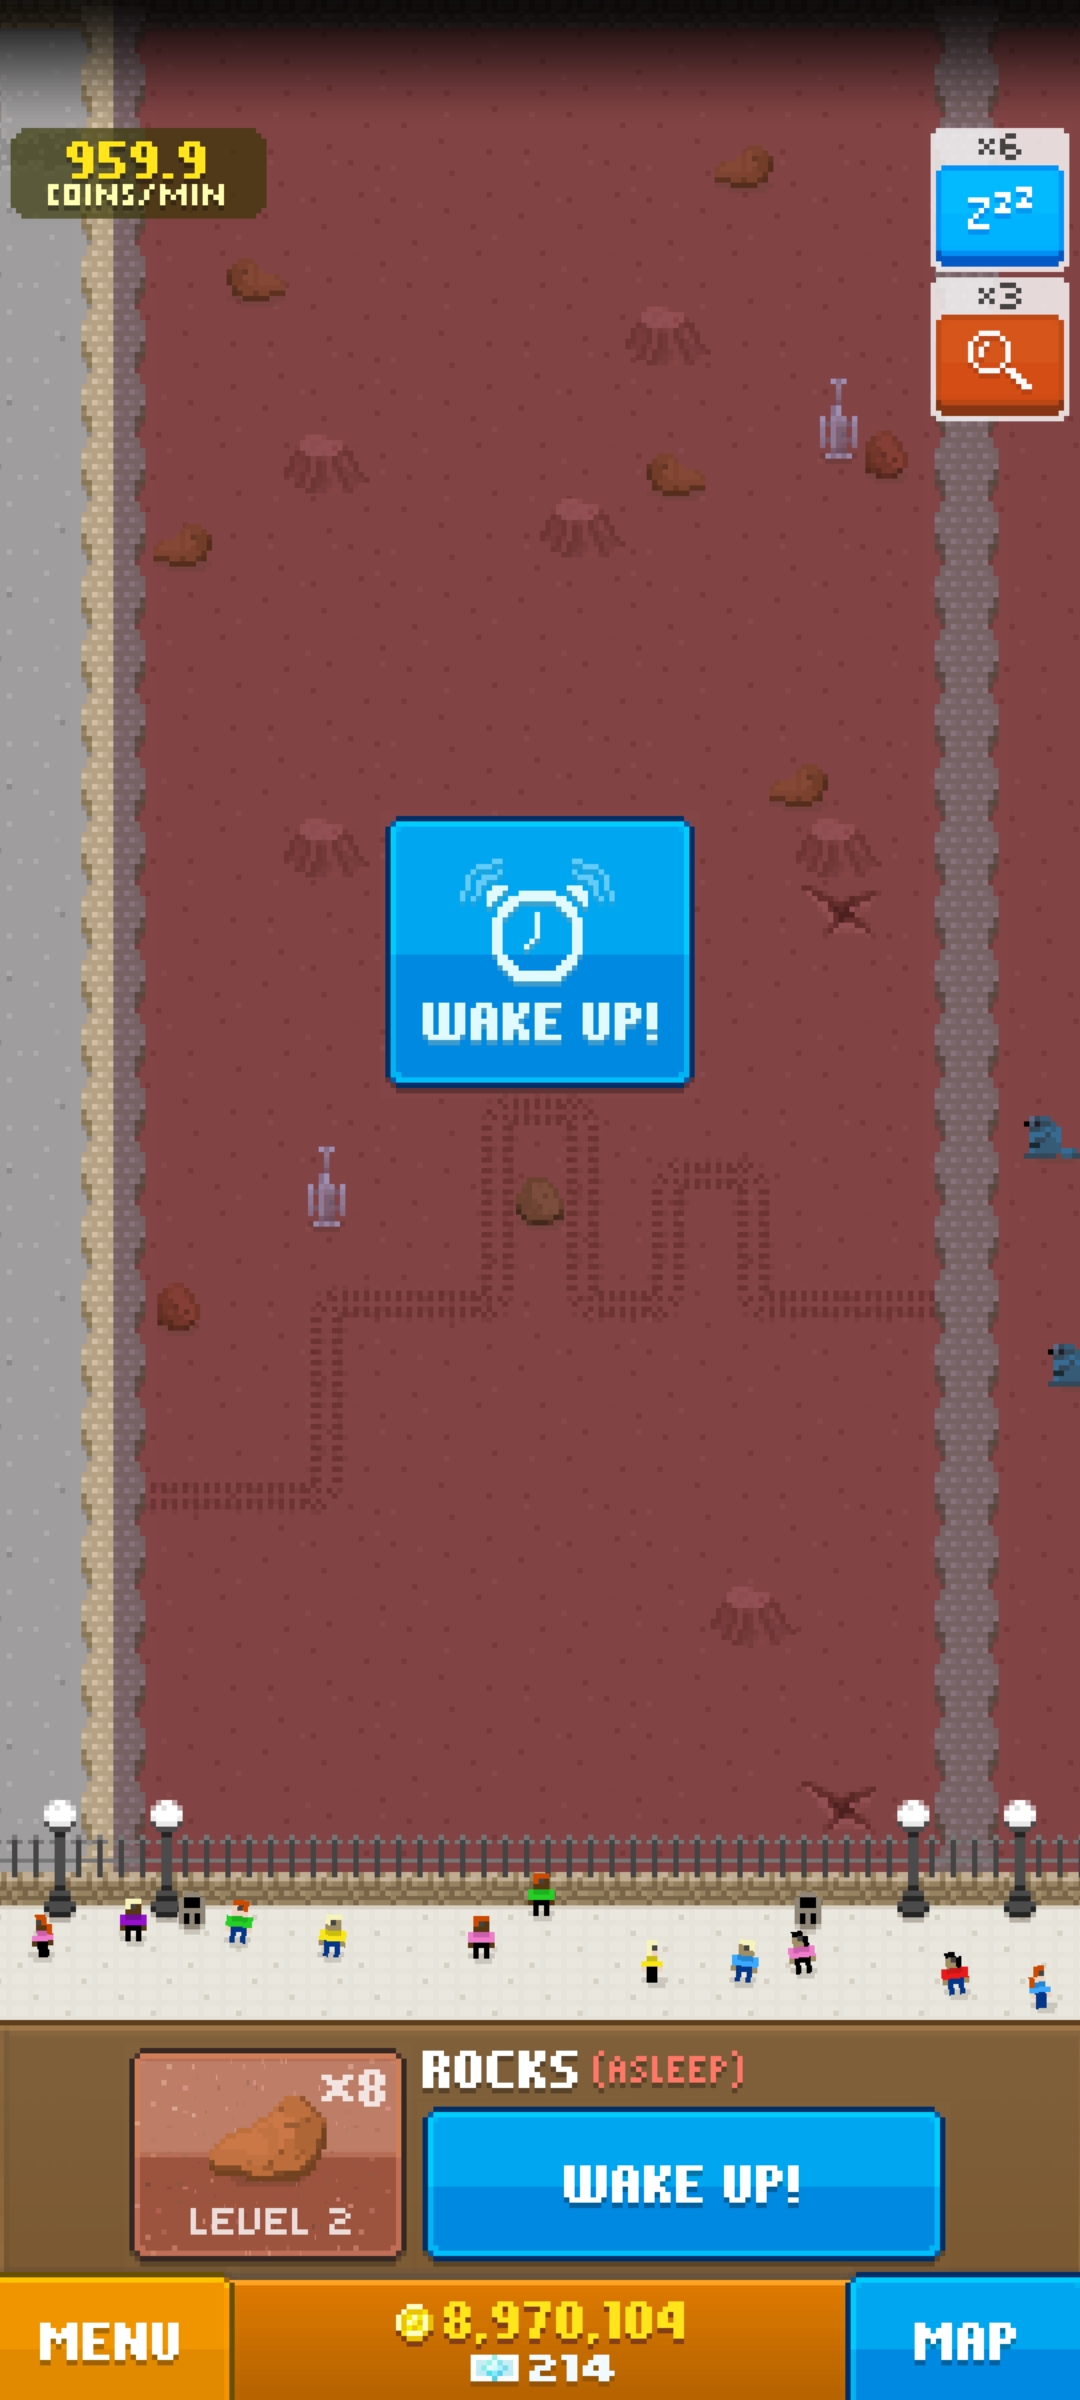 959.9
COINS/MIN
x6
zzz
x3
WAKE UP!
ROCKS (ASLEEP)
x8
LEVEL 2
WAKE UP!
MENU
8,970,104
214
MAP